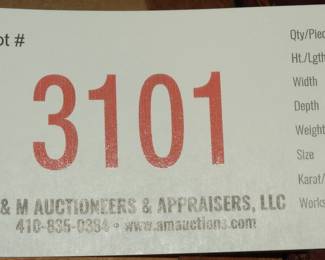 ot #
3101
& M AUCTIONEERS & APPRAISERS, LLC
410-835-0384 • www.amauctions.com
Qty/Piec
Ht./Lgth
Width
Depth
Weight
Size
Karat/
Works